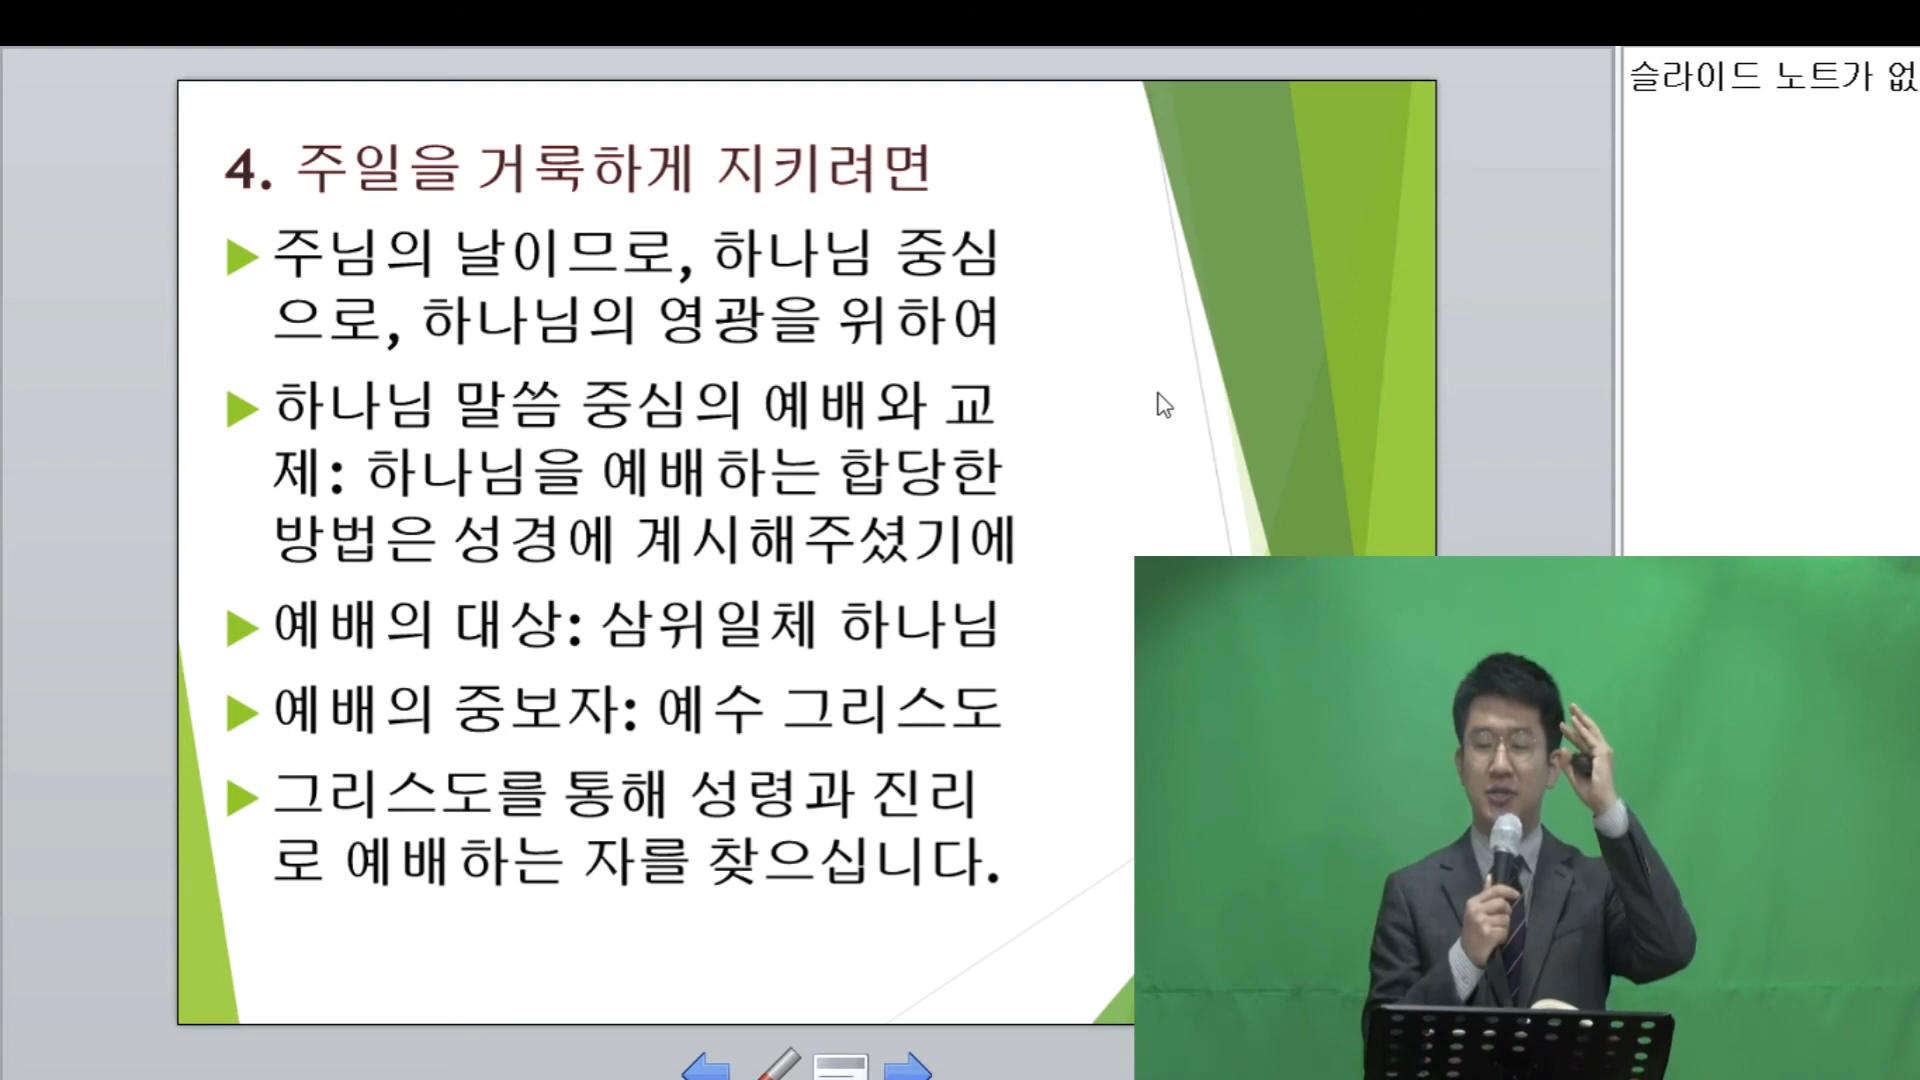 4. 주일을 거룩하게 지키려면
주님의 날이므로, 하나님 중심
으로, 하나님의 영광을 위하여
하나님 말씀 중심의 예배와 교
제: 하나님을 예배하는 합당한
방법은 성경에 계시해주셨기에
예배의 대상: 삼위일체 하나님
예배의 중보자: 예수 그리스도
그리스도를 통해 성령과 진리
로 예배하는 자를 찾으십니다.
슬라이드 노트가 없